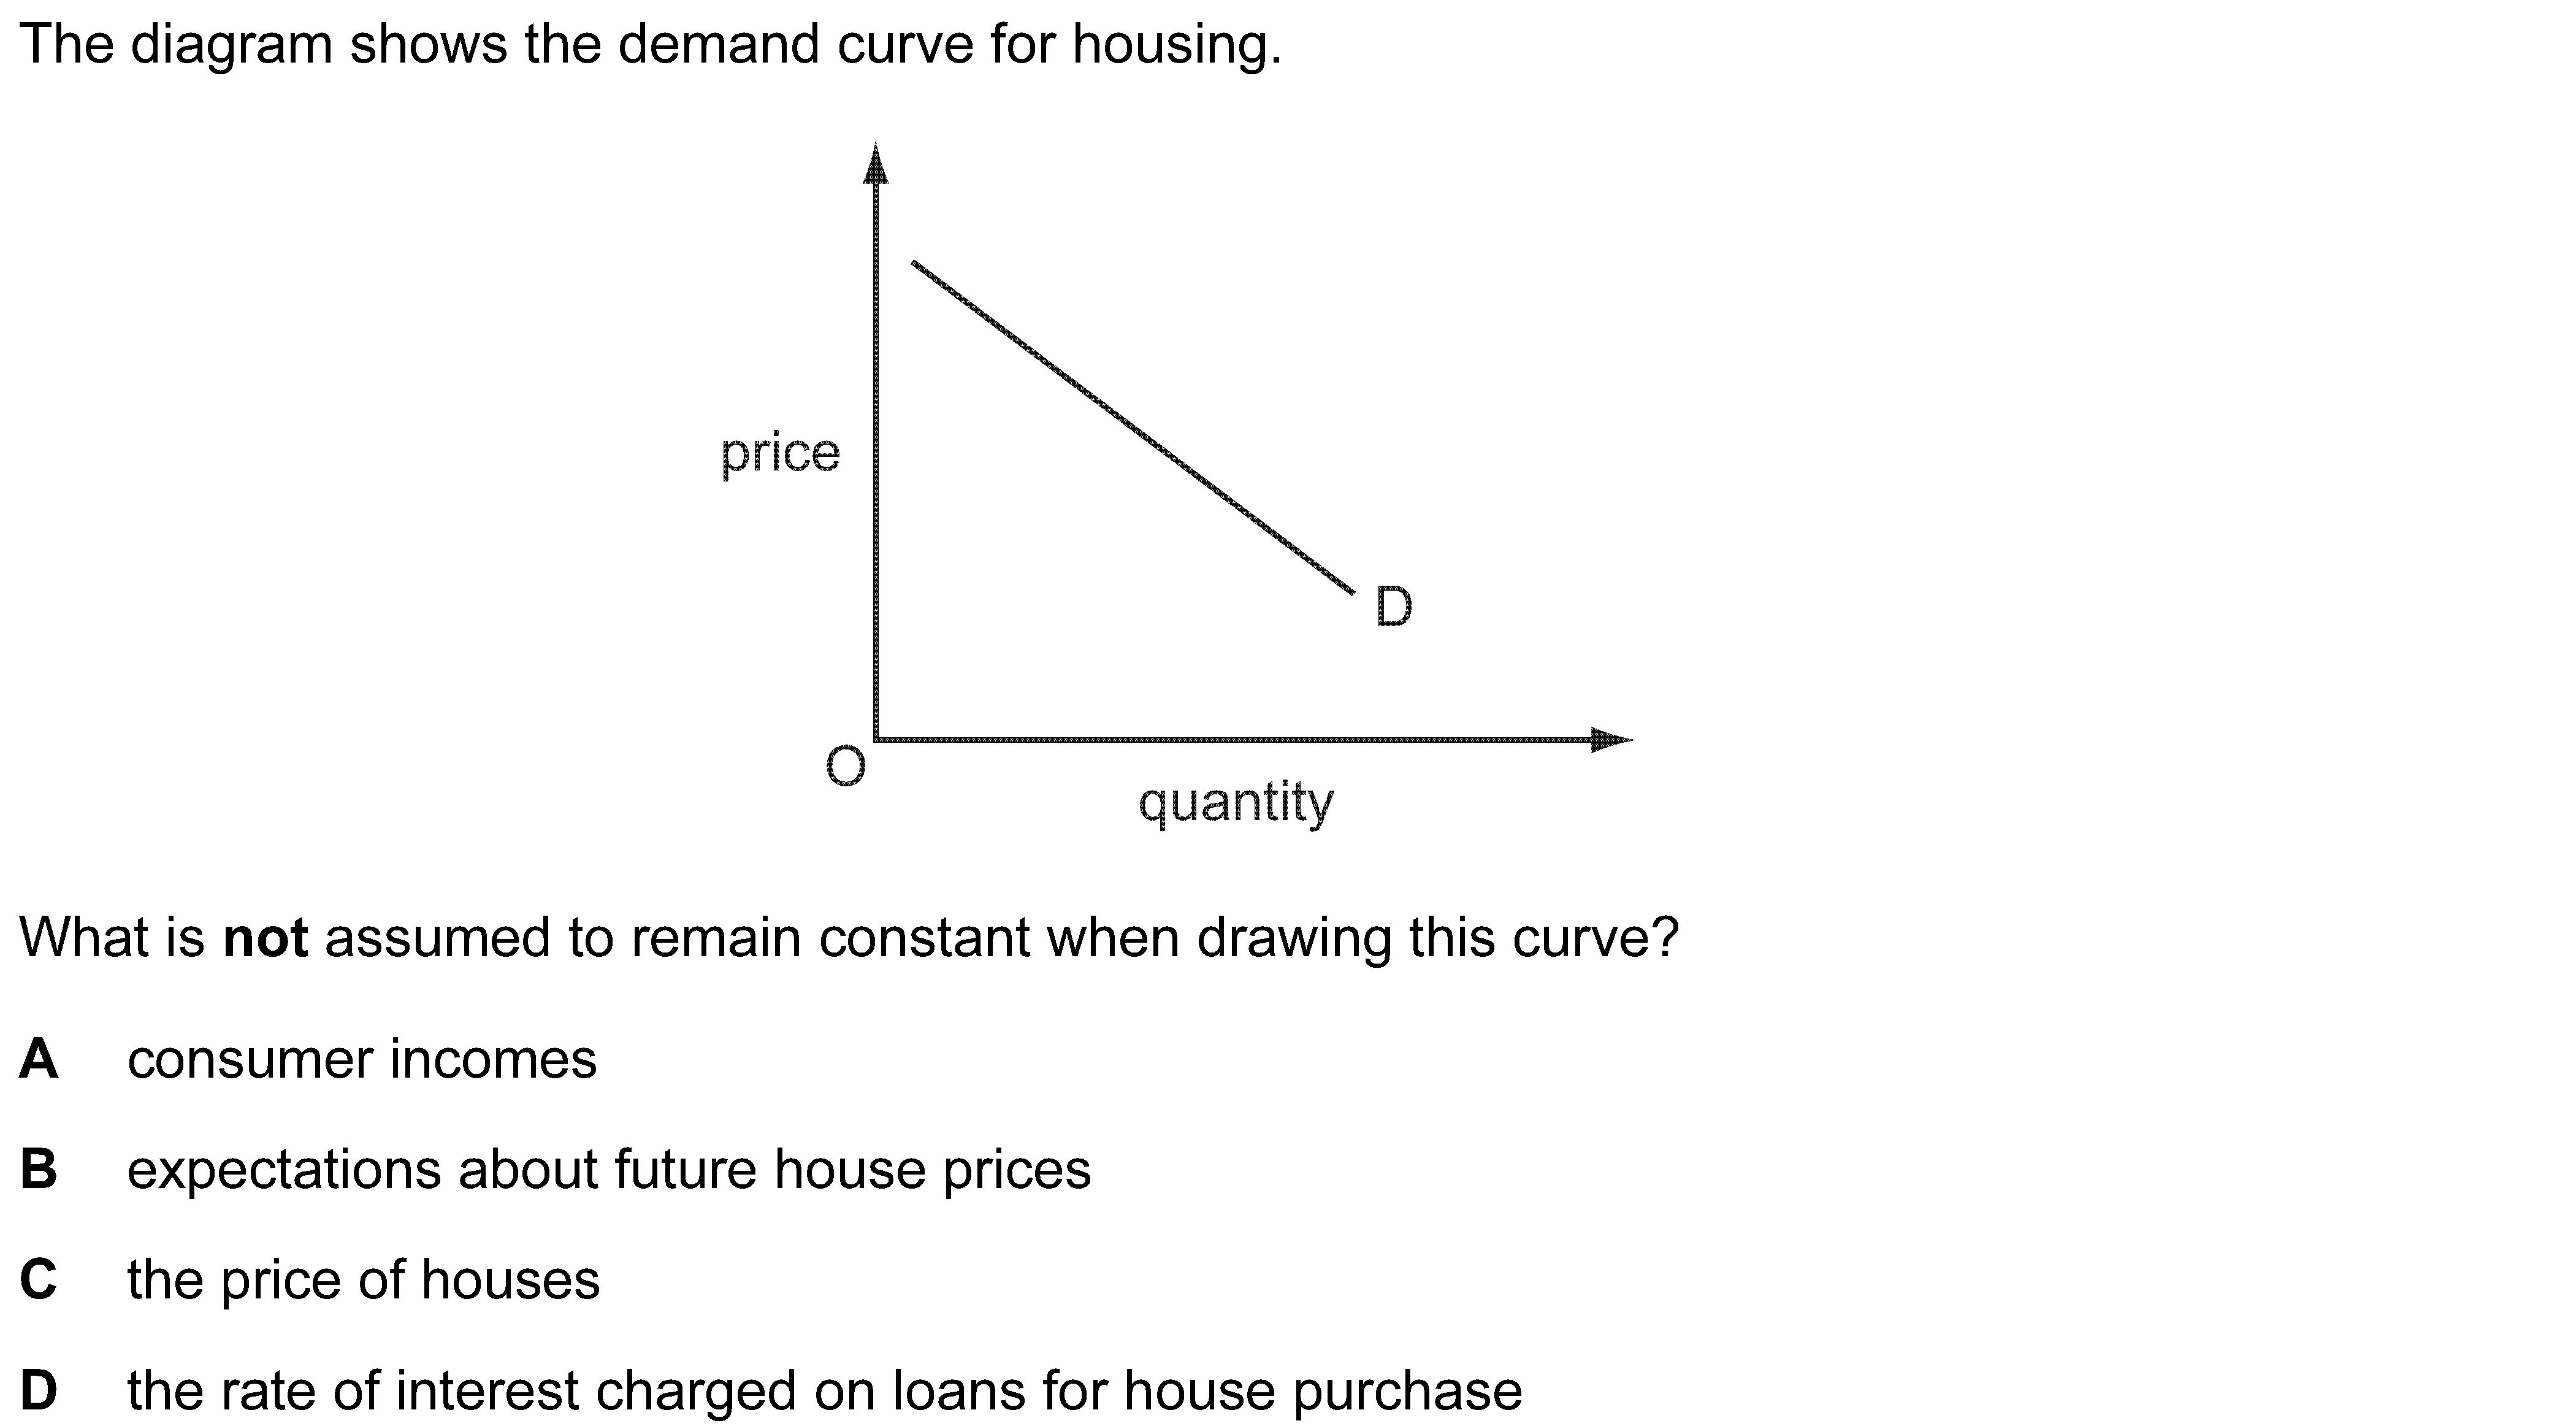 The diagram shows the demand curve for housing.
price
D
O
quantity
What is not assumed to remain constant when drawing this curve?
A consumer incomes
B expectations about future house prices
C the price of houses
D the rate of interest charged on loans for house purchase